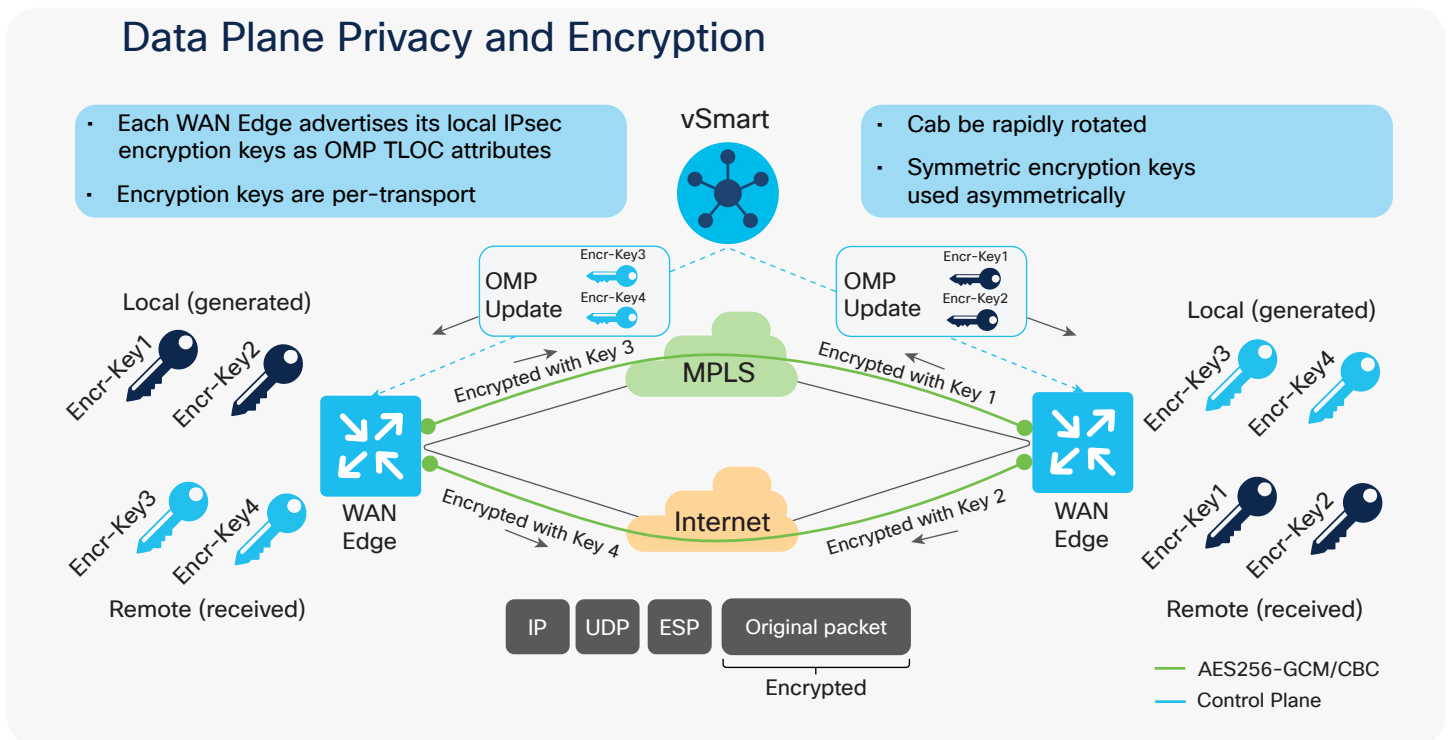 Data Plane Privacy and Encryption
· Each WAN Edge advertises its local IPsec
encryption keys as OMP TLOC attributes
· Encryption keys are per-transport
vSmart
· Cab be rapidly rotated
· Symmetric encryption keys
used asymmetrically
OMP
Update
Encr-Key3
Encr-Key4
OMP
Update
Encr-Key1
Encr-Key2
Local (generated)
Encr-Key1
Encr-Key2
Local (generated)
Encr-Key3
Encr-Key4
Encrypted with Key 3
MPLS
Encrypted with Key 1
Encr-Key3
Encr-Key4
Remote (received)
WAN
Edge
Encrypted with Key 4
Internet
Encrypted with Key 2
WAN
Edge
Encr-Key1
Encr-Key2
Remote (received)
IP
UDP
ESP
Original packet
Encrypted
AES256-GCM/CBC
Control Plane